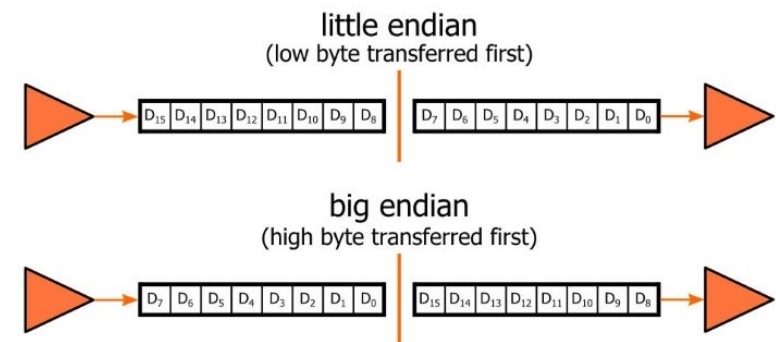 little endian
(low byte transferred first)
D₁₅ D₁₄ D₁₃ D₁₂ D₁₁ D₁₀ D₉ D₈ D₇ D₆ D₅ D₄ D₃ D₂ D₁ D₀
big endian
(high byte transferred first)
D₇ D₆ D₅ D₄ D₃ D₂ D₁ D₀ D₁₅ D₁₄ D₁₃ D₁₂ D₁₁ D₁₀ D₉ D₈